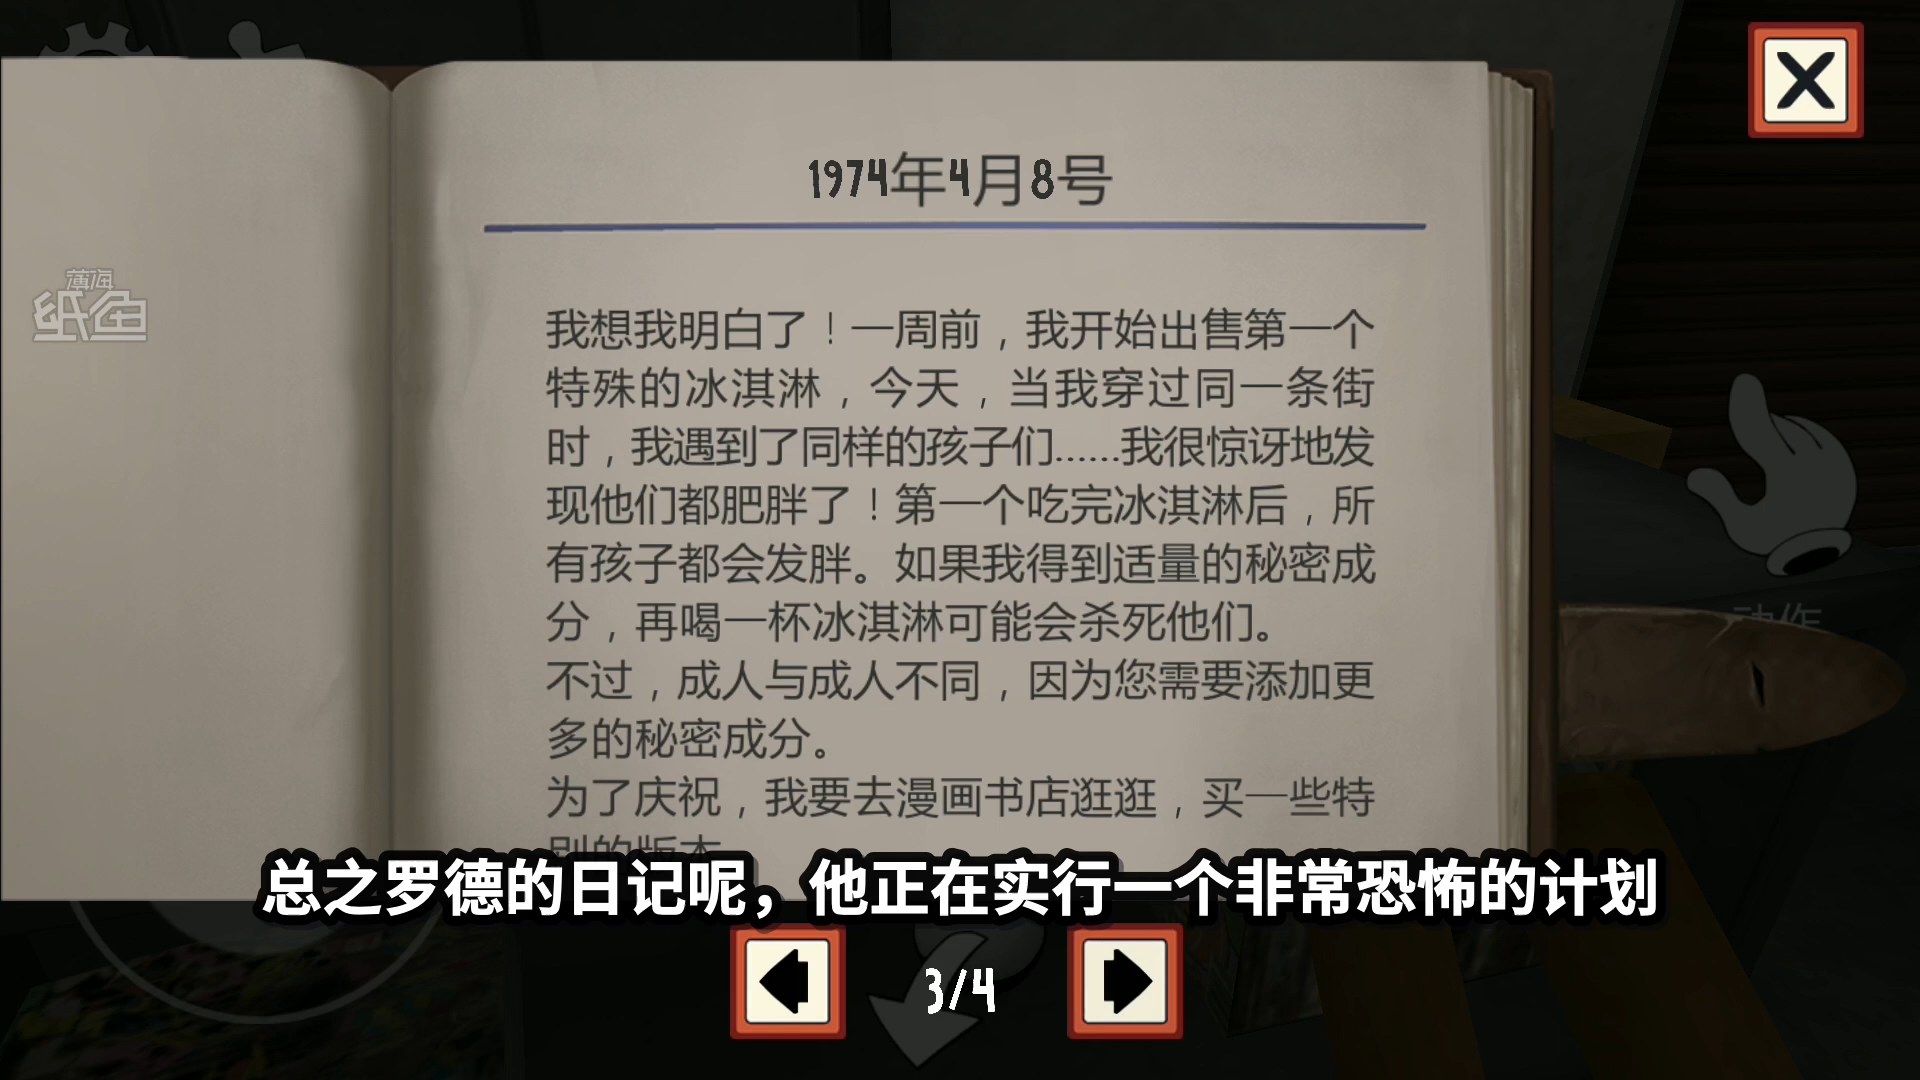 1974年4月8号
薄海
纸鱼
我想我明白了！一周前，我开始出售第一个
特殊的冰淇淋，今天，当我穿过同一条街
时，我遇到了同样的孩子们……我很惊讶地发
现他们都肥胖了！第一个吃完冰淇淋后，所
有孩子都会发胖。如果我得到适量的秘密成
分，再喝一杯冰淇淋可能会杀死他们。
不过，成人与成人不同，因为您需要添加更
多的秘密成分。
为了庆祝，我要去漫画书店逛逛，买一些特
别的版本
动作
总之罗德的日记呢，他正在实行一个非常恐怖的计划
3/4